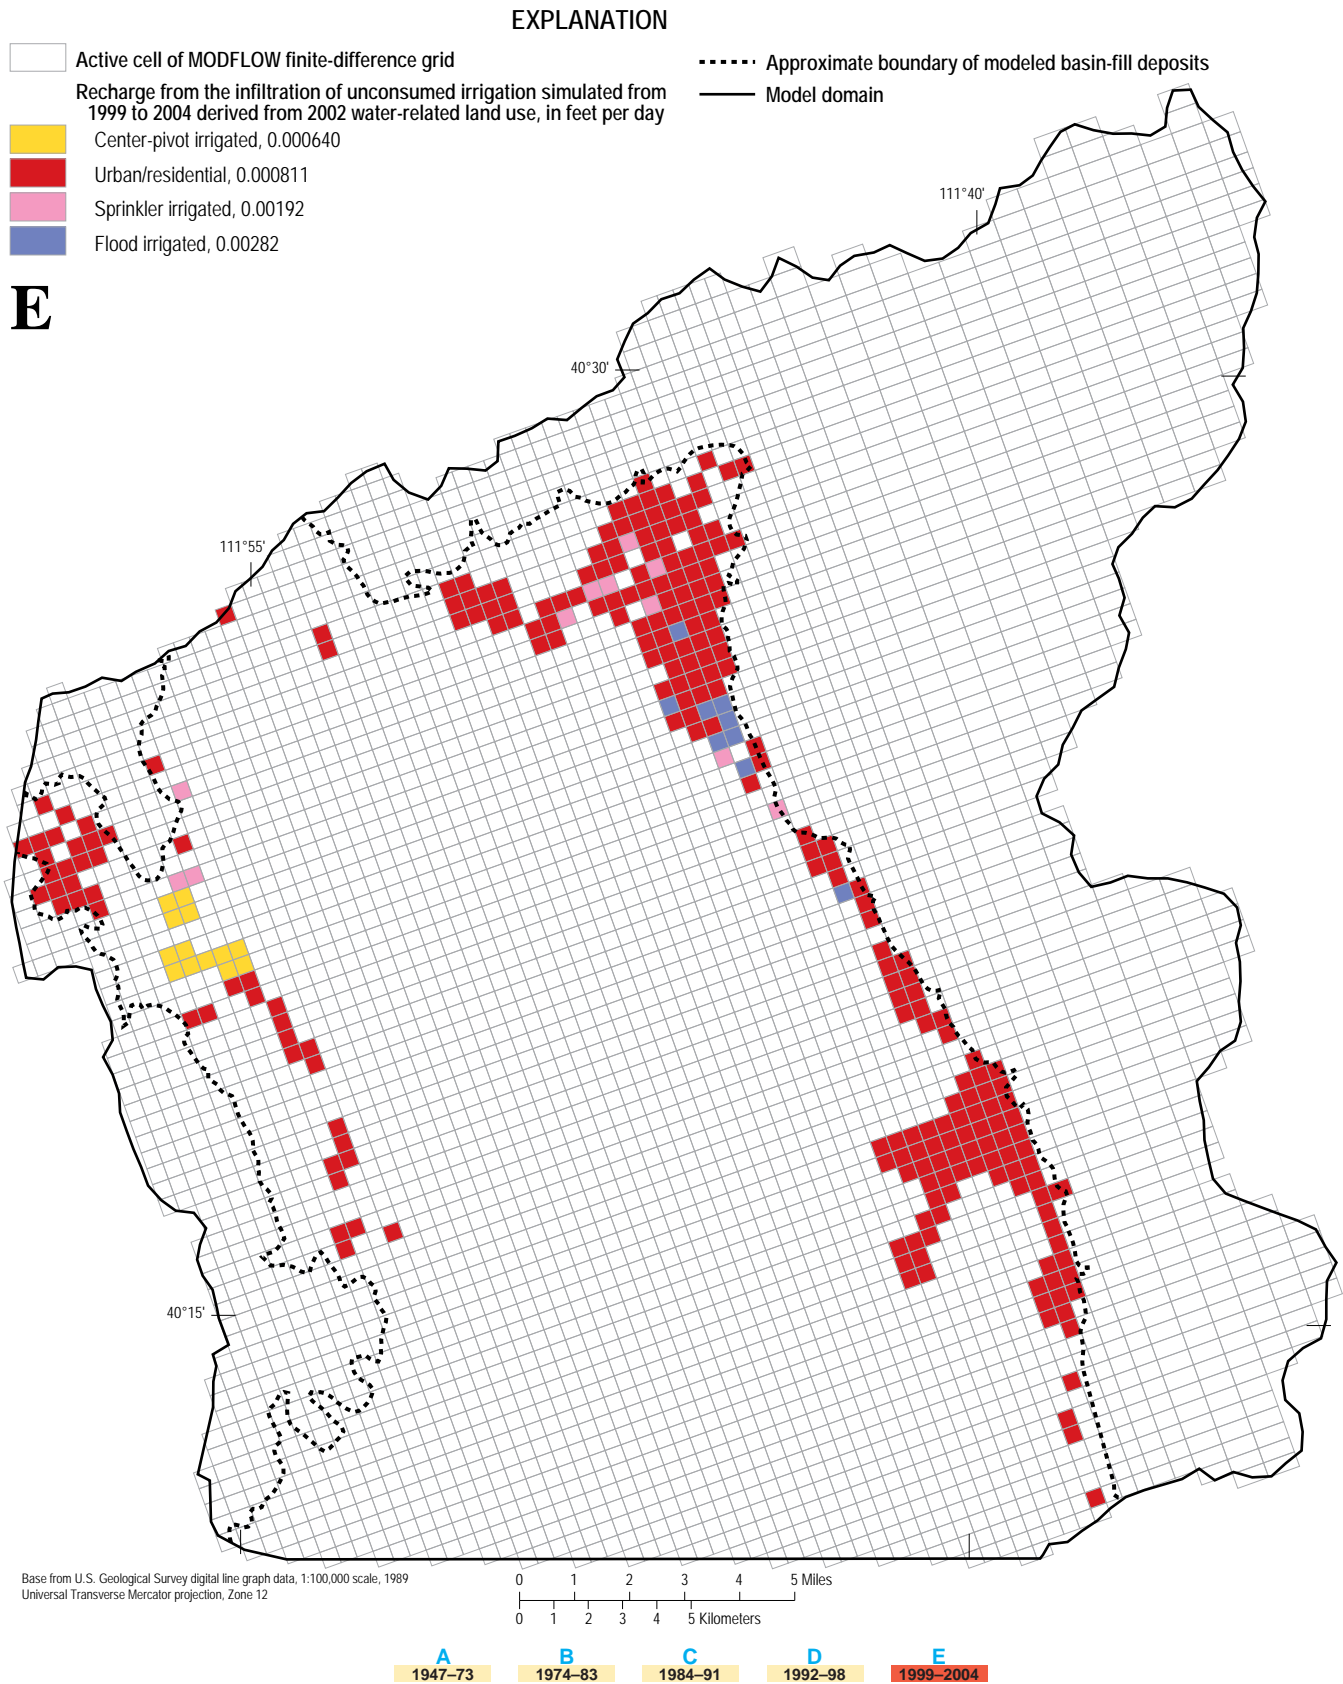 EXPLANATION
Active cell of MODFLOW finite-difference grid
Recharge from the infiltration of unconsumed irrigation simulated from
1999 to 2004 derived from 2002 water-related land use, in feet per day
Center-pivot irrigated, 0.000640
Urban/residential, 0.000811
Sprinkler irrigated, 0.00192
Flood irrigated, 0.00282
Approximate boundary of modeled basin-fill deposits
Model domain
E
111°40'
40°30'
111°55'
40°15'
Base from U.S. Geological Survey digital line graph data, 1:100,000 scale, 1989
Universal Transverse Mercator projection, Zone 12
0 1 2 3 4 5 Miles
0 1 2 3 4 5 Kilometers
A B C D E
1947–73 1974–83 1984–91 1992–98 1999–2004